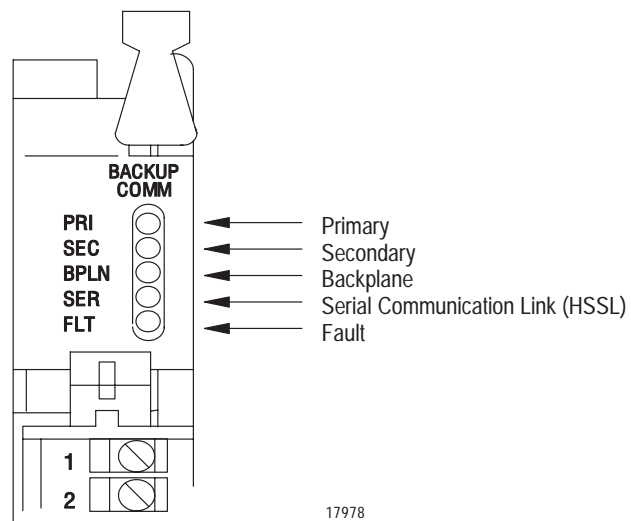 BACKUP
COMM
PRI Primary
SEC Secondary
BPLN Backplane
SER Serial Communication Link (HSSL)
FLT Fault
1
2
17978